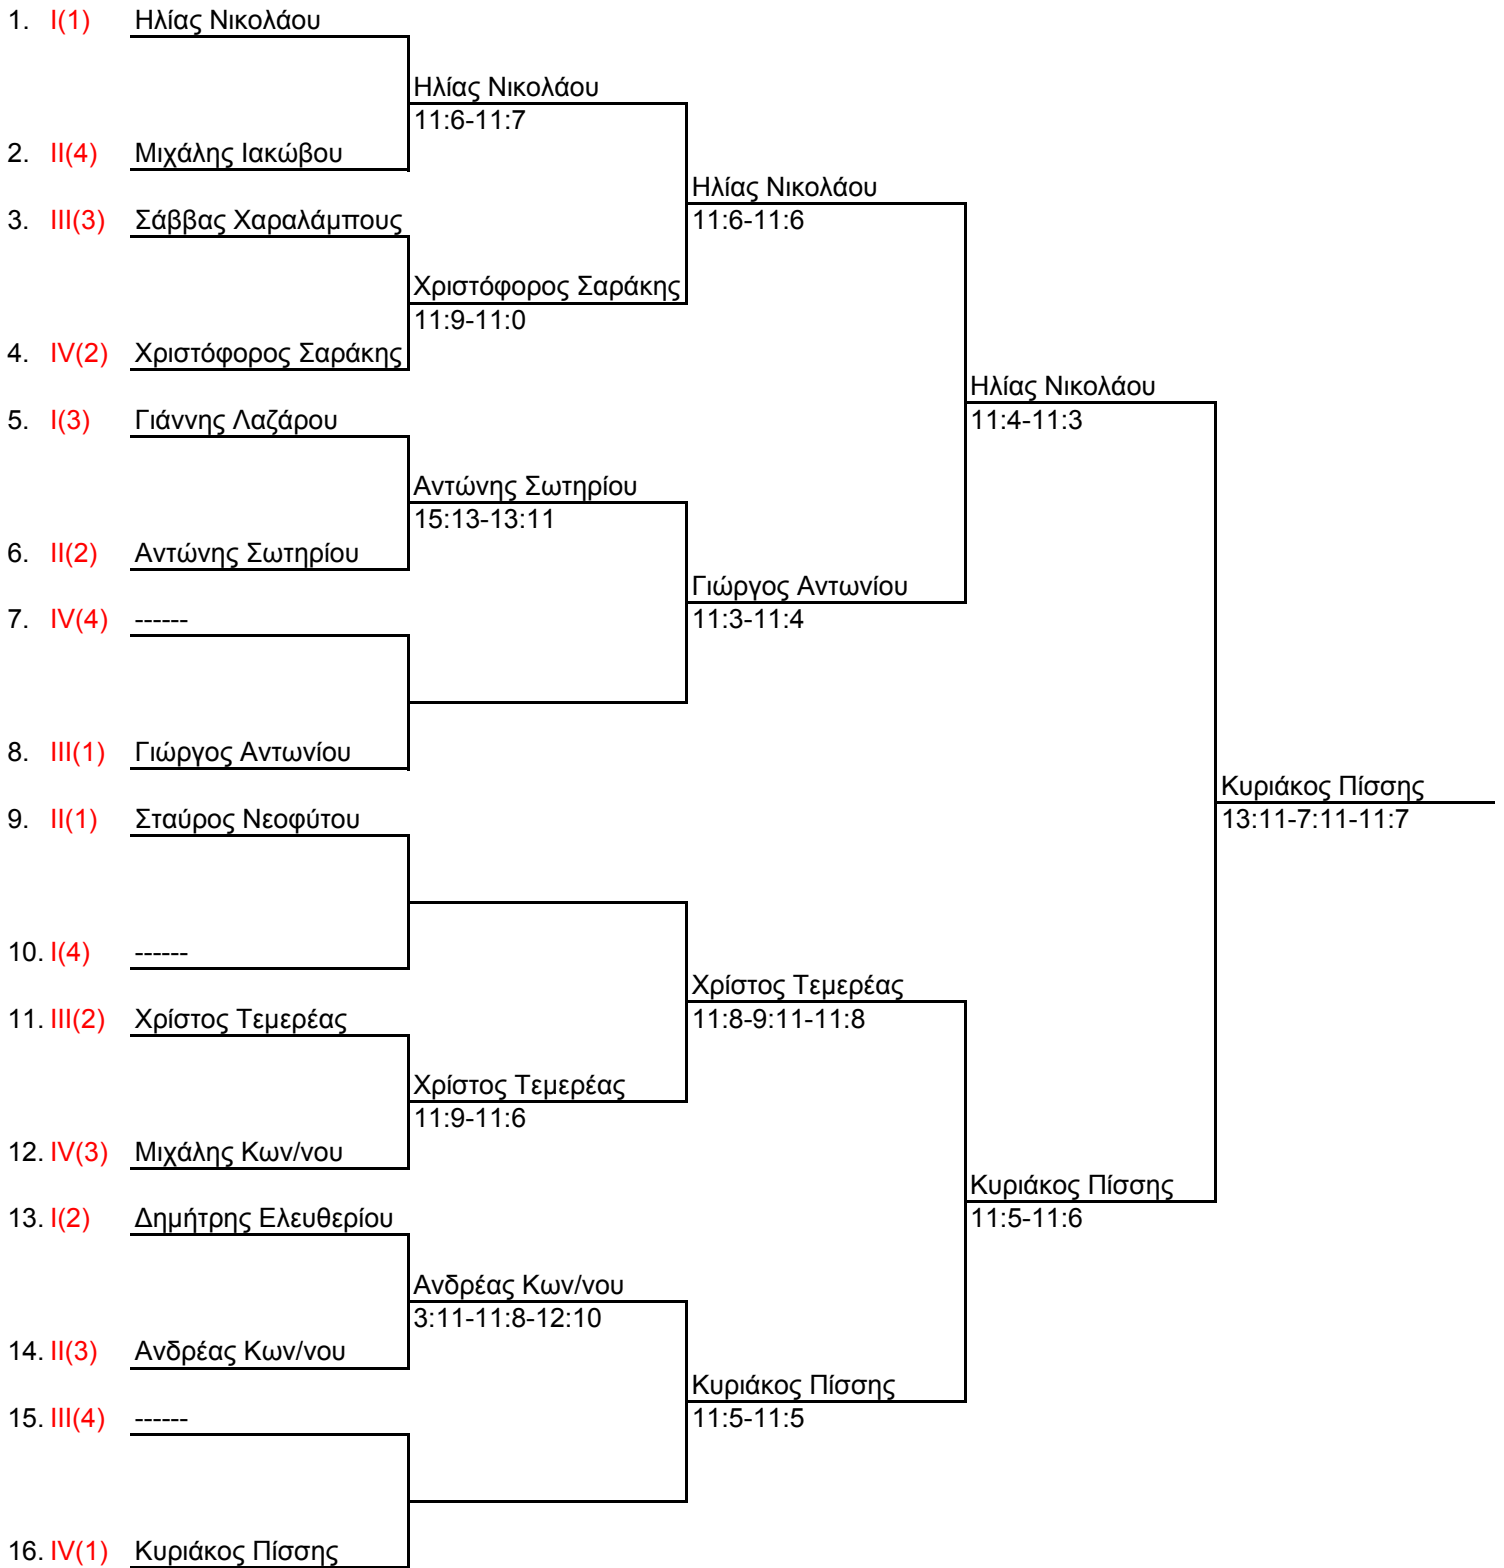 1. I(1) Ηλίας Νικολάου
Ηλίας Νικολάου
11:6-11:7
2. II(4) Μιχάλης Ιακώβου
Ηλίας Νικολάου
3. III(3) Σάββας Χαραλάμπους
11:6-11:6
Χριστόφορος Σαράκης
11:9-11:0
4. IV(2) Χριστόφορος Σαράκης
Ηλίας Νικολάου
5. I(3) Γιάννης Λαζάρου
11:4-11:3
Αντώνης Σωτηρίου
15:13-13:11
6. II(2) Αντώνης Σωτηρίου
Γιώργος Αντωνίου
7. IV(4) ------
11:3-11:4
8. III(1) Γιώργος Αντωνίου
Κυριάκος Πίσσης
9. II(1) Σταύρος Νεοφύτου
13:11-7:11-11:7
10. I(4) ------
Χρίστος Τεμερέας
11. III(2) Χρίστος Τεμερέας
11:8-9:11-11:8
Χρίστος Τεμερέας
11:9-11:6
12. IV(3) Μιχάλης Κων/νου
Κυριάκος Πίσσης
13. I(2) Δημήτρης Ελευθερίου
11:5-11:6
Ανδρέας Κων/νου
3:11-11:8-12:10
14. II(3) Ανδρέας Κων/νου
Κυριάκος Πίσσης
15. III(4) ------
11:5-11:5
16. IV(1) Κυριάκος Πίσσης